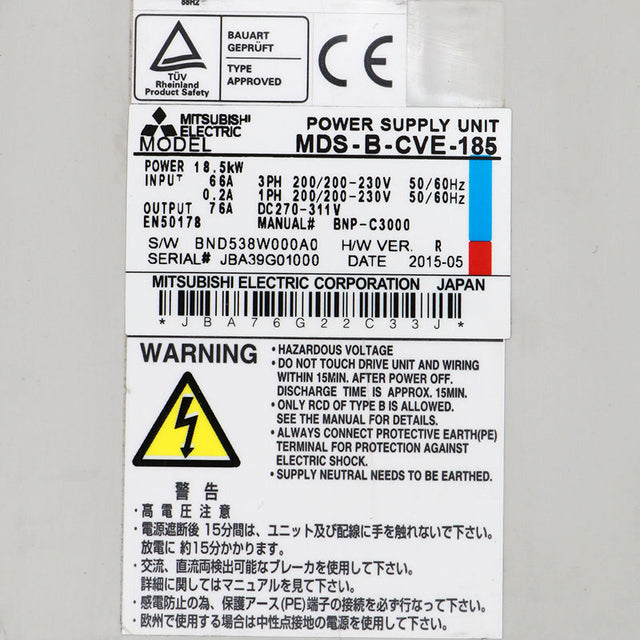 88HZ
TÜV
Rheinland
Product Safety
BAUART
GEPRÜFT
TYPE
APPROVED
CE
MITSUBISHI
ELECTRIC
POWER SUPPLY UNIT
MODEL MDS-B-CVE-185
POWER 18.5kW
INPUT 66A 3PH 200/200-230V 50/60Hz
0.2A 1PH 200/200-230V 50/60Hz
OUTPUT 76A DC270-311V
EN50178 MANUAL# BNP-C3000
S/W BND538W000A0 H/W VER. R
SERIAL# JBA39G01000 DATE 2015-05
MITSUBISHI ELECTRIC CORPORATION JAPAN
*JBA76G22C33J*
WARNING
• HAZARDOUS VOLTAGE
• DO NOT TOUCH DRIVE UNIT AND WIRING
WITHIN 15MIN. AFTER POWER OFF.
DISCHARGE TIME IS APPROX. 15MIN.
• ONLY RCD OF TYPE B IS ALLOWED.
SEE THE MANUAL FOR DETAILS.
• ALWAYS CONNECT PROTECTIVE EARTH(PE)
TERMINAL FOR PROTECTION AGAINST
ELECTRIC SHOCK.
• SUPPLY NEUTRAL NEEDS TO BE EARTHED.
警告
・高電圧注意
・電源遮断後 15分間は、ユニット及び配線に手を触れないで下さい。
放電に 約15分かかります。
・交流、直流両検出可能なブレーカを使用して下さい。
詳細に関してはマニュアルを見て下さい。
・感電防止の為、保護アース(PE)端子の接続を必ず行なって下さい。
・欧州で使用する場合は中性点接地の電源を使用して下さい。